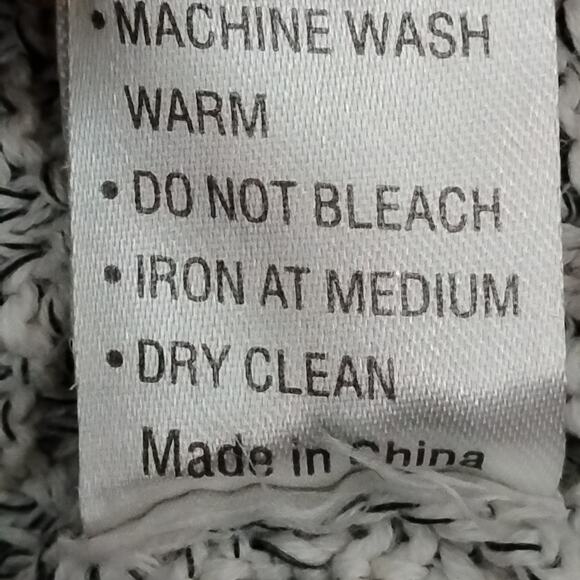 •MACHINE WASH
WARM
•DO NOT BLEACH
•IRON AT MEDIUM
•DRY CLEAN
Made in China